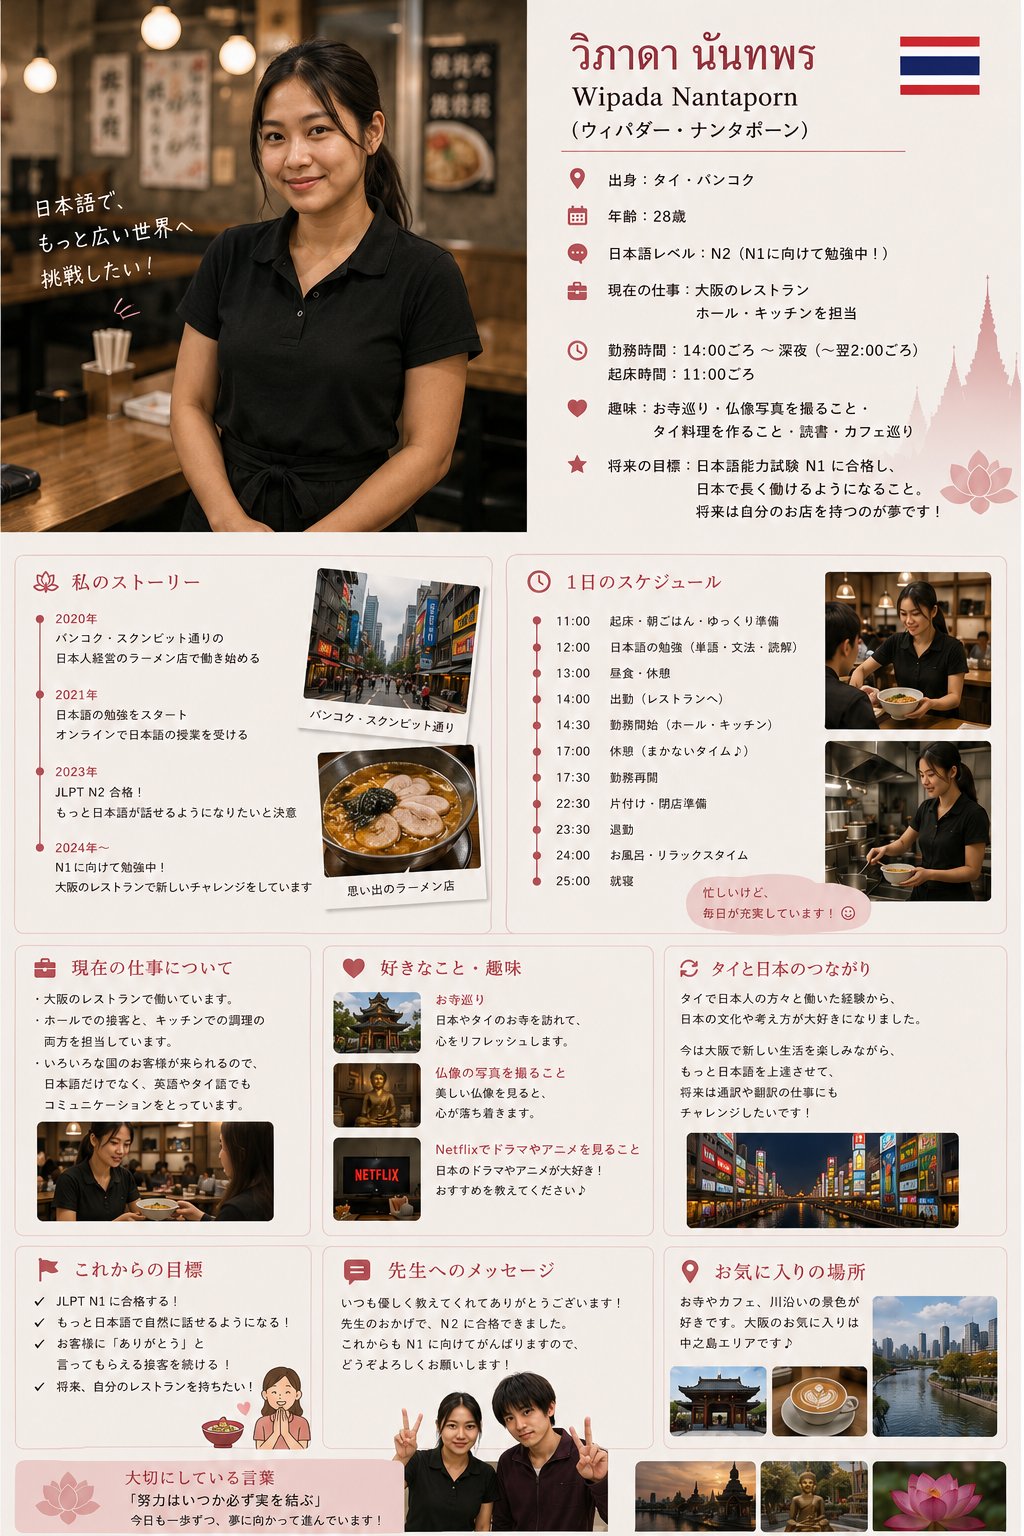 日本語で、
もっと広い世界へ
挑戦したい！
วิภาดา นันทพร
Wipada Nantaporn
（ウィパダー・ナンタポーン）
出身：タイ・バンコク
年齢：28歳
日本語レベル：N2（N1に向けて勉強中！）
現在の仕事：大阪のレストラン
ホール・キッチンを担当
勤務時間：14:00ごろ ～ 深夜（～翌2:00ごろ）
起床時間：11:00ごろ
趣味：お寺巡り・仏像写真を撮ること・
タイ料理を作ること・読書・カフェ巡り
将来の目標：日本語能力試験 N1 に合格し、
日本で長く働けるようになること。
将来は自分のお店を持つのが夢です！
私のストーリー
2020年
バンコク・スクンビット通りの
日本人経営のラーメン店で働き始める
2021年
日本語の勉強をスタート
オンラインで日本語の授業を受ける
2023年
JLPT N2 合格！
もっと日本語が話せるようになりたいと決意
2024年～
N1に向けて勉強中！
大阪のレストランで新しいチャレンジをしています
バンコク・スクンビット通り
思い出のラーメン店
1日のスケジュール
11:00 起床・朝ごはん・ゆっくり準備
12:00 日本語の勉強（単語・文法・読解）
13:00 昼食・休憩
14:00 出勤（レストランへ）
14:30 勤務開始（ホール・キッチン）
17:00 休憩（まかないタイム♪）
17:30 勤務再開
22:30 片付け・閉店準備
23:30 退勤
24:00 お風呂・リラックスタイム
25:00 就寝
忙しいけど、
毎日が充実しています！
現在の仕事について
・大阪のレストランで働いています。
・ホールでの接客と、キッチンでの調理の
両方を担当しています。
・いろいろな国のお客様が来られるので、
日本語だけでなく、英語やタイ語でも
コミュニケーションをとっています。
好きなこと・趣味
お寺巡り
日本やタイのお寺を訪れて、
心をリフレッシュします。
仏像の写真を撮ること
美しい仏像を見ると、
心が落ち着きます。
Netflixでドラマやアニメを見ること
日本のドラマやアニメが大好き！
おすすめを教えてください♪
NETFLIX
タイと日本のつながり
タイで日本人の方々と働いた経験から、
日本の文化や考え方が大好きになりました。
今は大阪で新しい生活を楽しみながら、
もっと日本語を上達させて、
将来は通訳や翻訳の仕事にも
チャレンジしたいです！
これからの目標
JLPT N1 に合格する！
もっと日本語で自然に話せるようになる！
お客様に「ありがとう」と
言ってもらえる接客を続ける！
将来、自分のレストランを持ちたい！
先生へのメッセージ
いつも優しく教えてくれてありがとうございます！
先生のおかげで、N2 に合格できました。
これからも N1 に向けてがんばりますので、
どうぞよろしくお願いします！
お気に入りの場所
お寺やカフェ、川沿いの景色が
好きです。大阪のお気に入りは
中之島エリアです♪
大切にしている言葉
「努力はいつか必ず実を結ぶ」
今日も一歩ずつ、夢に向かって進んでいます！